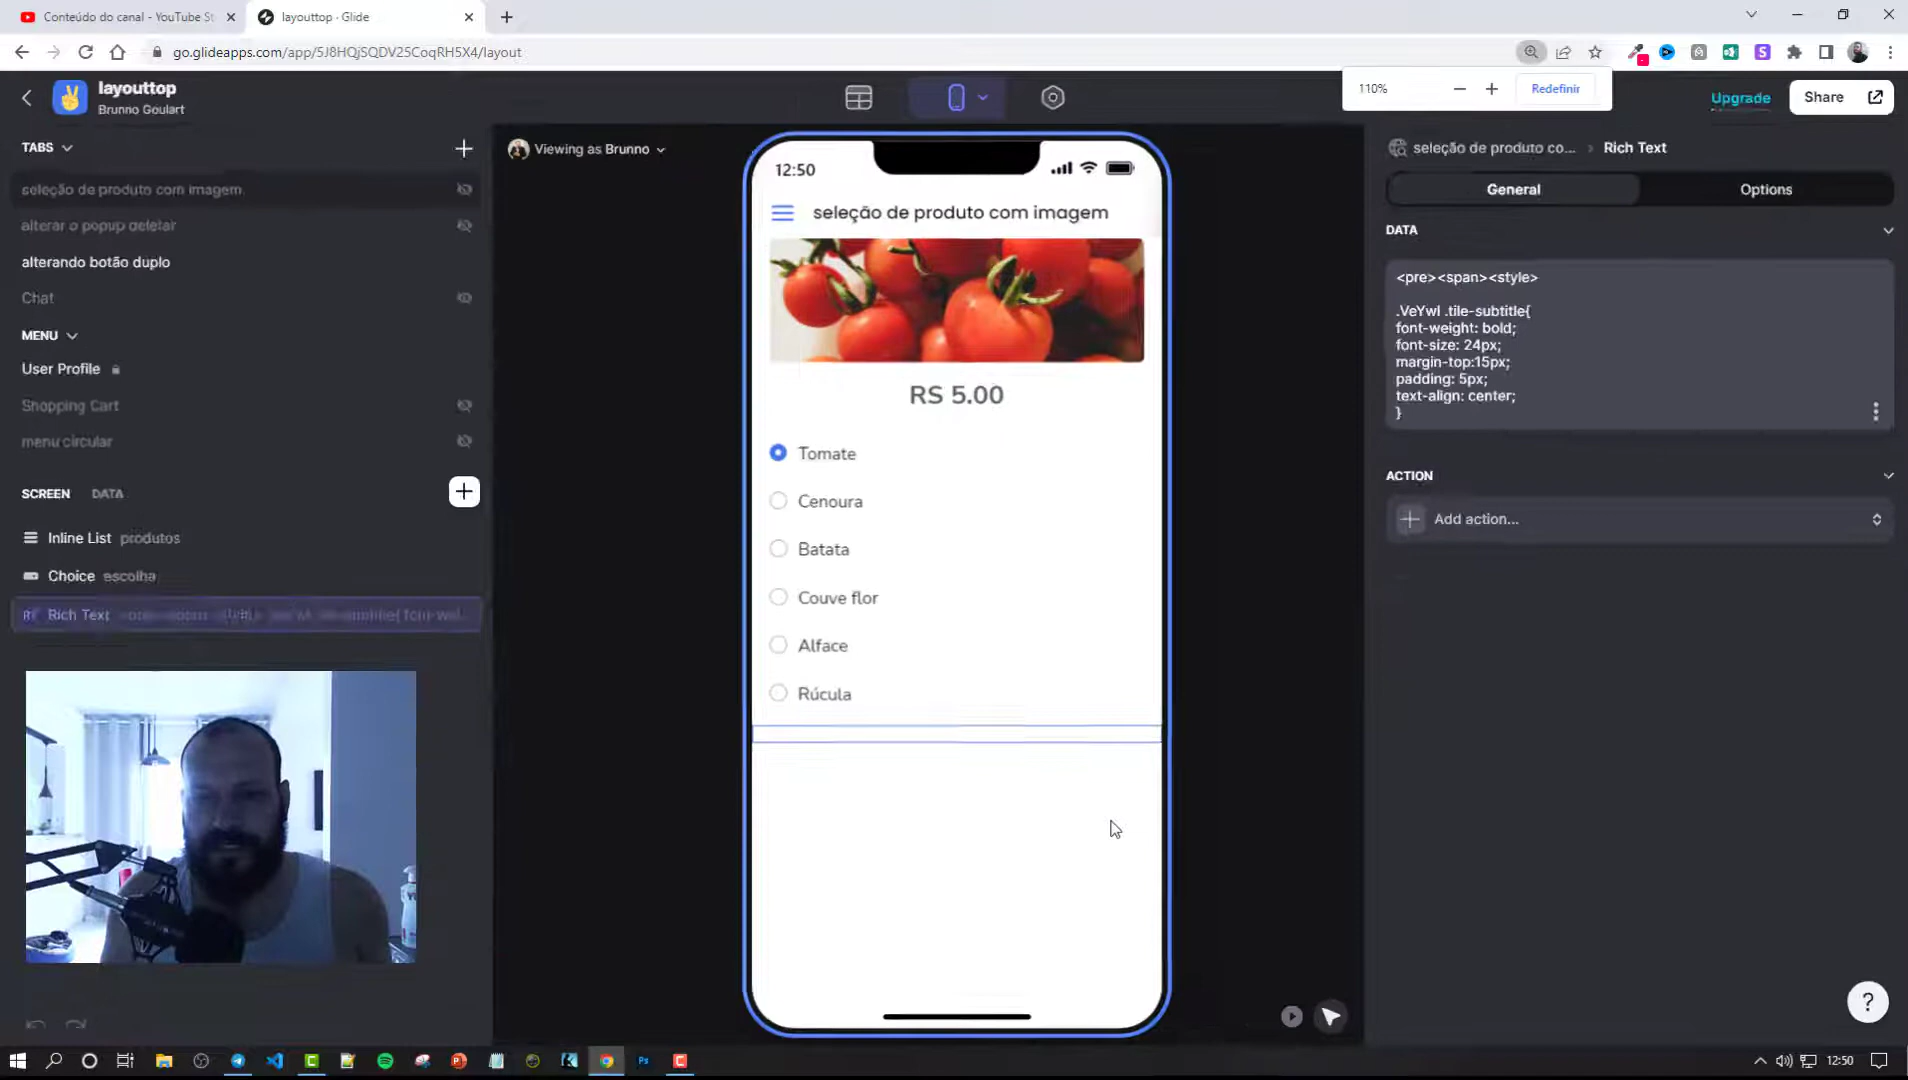 Conteúdo do canal - YouTube St
layouttop · Glide
go.glideapps.com/app/5J8HQjSQDV25CoqRH5X4/layout
110%
Redefinir
layouttop
Brunno Goulart
Upgrade
Share
TABS
seleção de produto com imagem
alterar o popup deletar
alterando botão duplo
Chat
MENU
User Profile
Shopping Cart
menu circular
SCREEN
DATA
Inline List produtos
Choice escolha
Rich Text
Viewing as Brunno
12:50
seleção de produto com imagem
RS 5.00
Tomate
Cenoura
Batata
Couve flor
Alface
Rúcula
seleção de produto co... › Rich Text
General
Options
DATA
<pre><span><style>
.VeYwl .tile-subtitle{
font-weight: bold;
font-size: 24px;
margin-top:15px;
padding: 5px;
text-align: center;
}
ACTION
Add action...
?
12:50